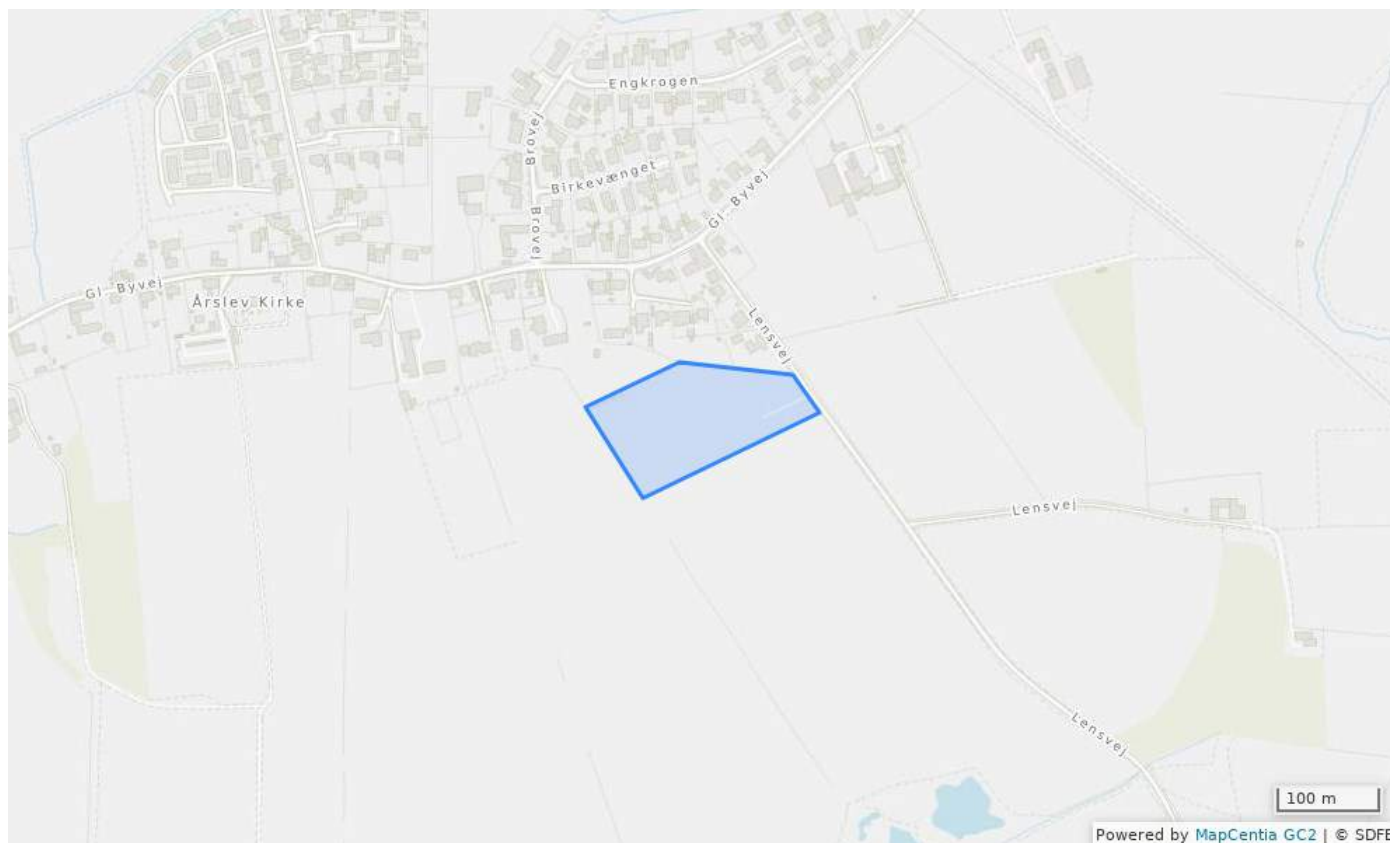 Engkrogen
Brovej
Birkevænget
Brovej
Gl- Byvej
Gl- Byvej
Årslev Kirke
Lensvej
Lensvej
Lensvej
100 m
Powered by MapCentia GC2 | © SDFE